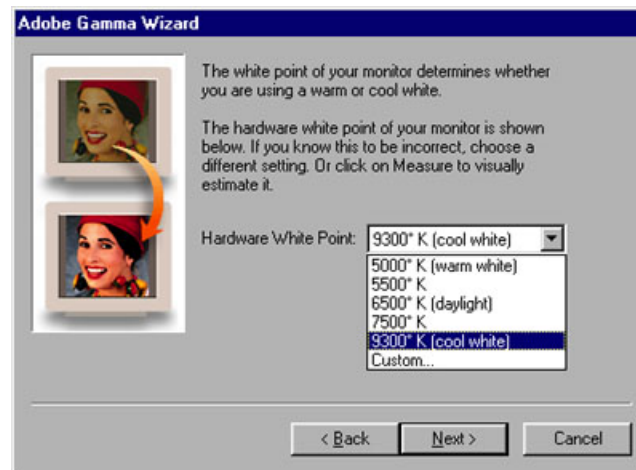 Adobe Gamma Wizard
The white point of your monitor determines whether
you are using a warm or cool white.
The hardware white point of your monitor is shown
below. If you know this to be incorrect, choose a
different setting. Or click on Measure to visually
estimate it.
Hardware White Point: 9300° K (cool white)
5000° K (warm white)
5500° K
6500° K (daylight)
7500° K
9300° K (cool white)
Custom...
< Back Next > Cancel